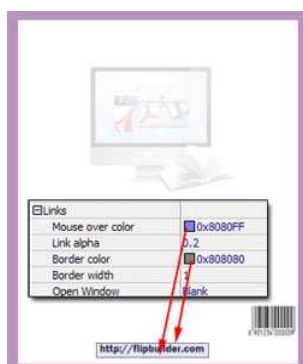 Links
Mouse over color 0x8080FF
Link alpha 0.2
Border color 0x808080
Border width 1
Open Window Blank
http://flipbuilder.com